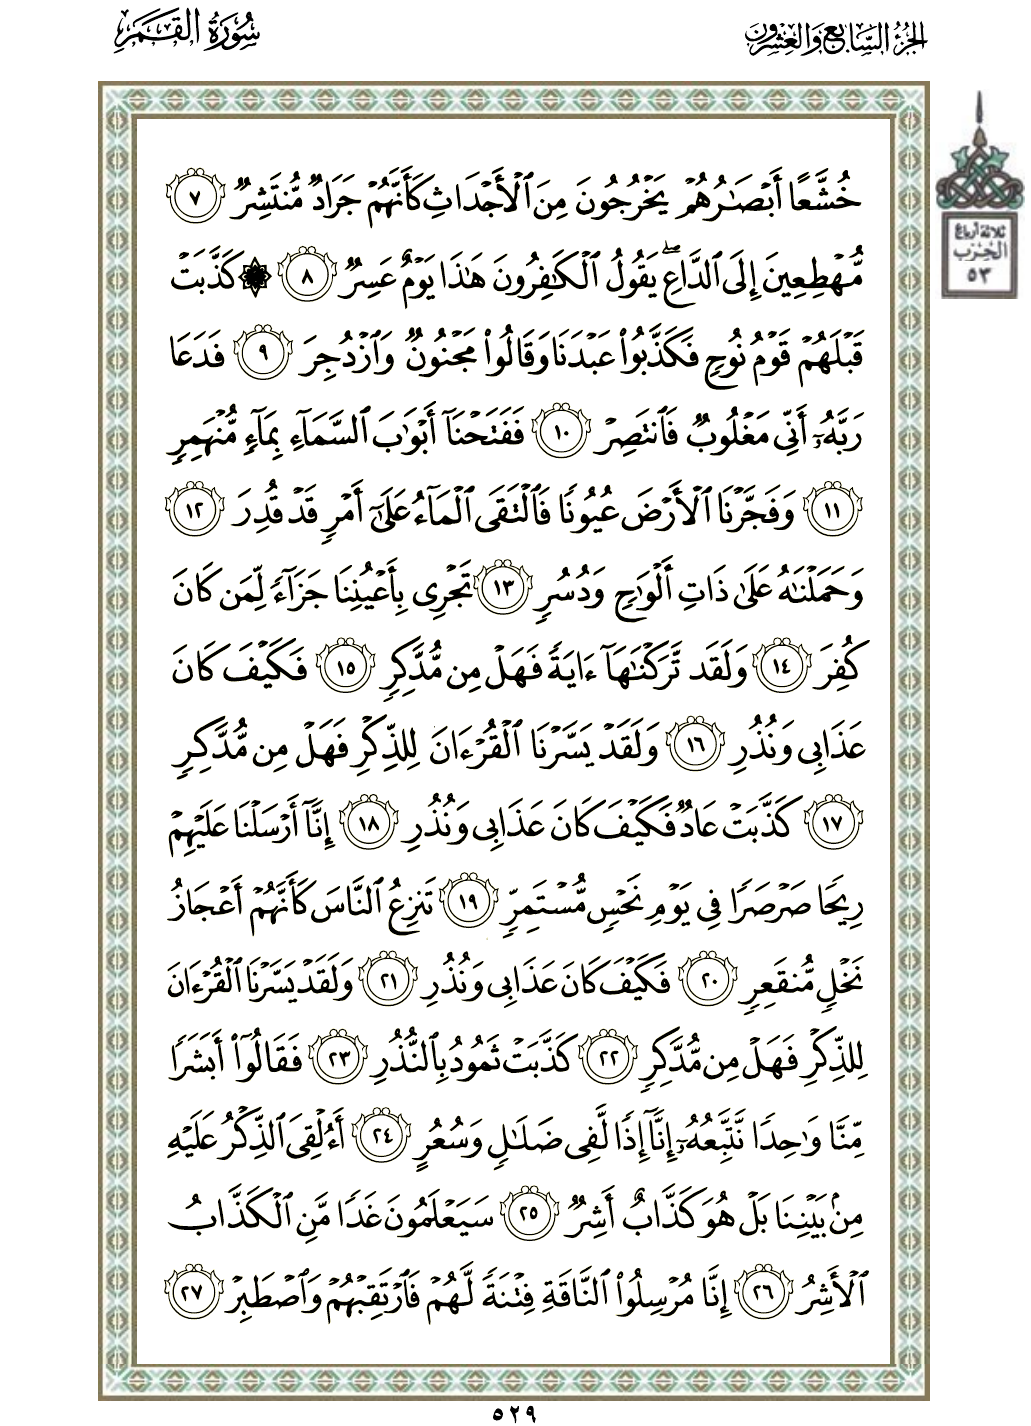 سُورَةُ القَمَرِ
الجُزْءُ السَّابِعُ وَالعِشْرُونَ
ثلاثة أرباع
الحِزْب
٥٣
خُشَّعًا أَبْصَـٰرُهُمْ يَخْرُجُونَ مِنَ ٱلْأَجْدَاثِ كَأَنَّهُمْ جَرَادٌ مُّنتَشِرٌ ٧
مُّهْطِعِينَ إِلَى ٱلدَّاعِ ۖ يَقُولُ ٱلْكَـٰفِرُونَ هَـٰذَا يَوْمٌ عَسِرٌ ٨ ۞ كَذَّبَتْ
قَبْلَهُمْ قَوْمُ نُوحٍ فَكَذَّبُوا۟ عَبْدَنَا وَقَالُوا۟ مَجْنُونٌ وَٱزْدُجِرَ ٩ فَدَعَا
رَبَّهُۥٓ أَنِّى مَغْلُوبٌ فَٱنتَصِرْ ١٠ فَفَتَحْنَآ أَبْوَٰبَ ٱلسَّمَآءِ بِمَآءٍ مُّنْهَمِرٍ
١١ وَفَجَّرْنَا ٱلْأَرْضَ عُيُونًا فَٱلْتَقَى ٱلْمَآءُ عَلَىٰٓ أَمْرٍ قَدْ قُدِرَ ١٢
وَحَمَلْنَـٰهُ عَلَىٰ ذَاتِ أَلْوَٰحٍ وَدُسُرٍ ١٣ تَجْرِى بِأَعْيُنِنَا جَزَآءً لِّمَن كَانَ
كُفِرَ ١٤ وَلَقَد تَّرَكْنَـٰهَآ ءَايَةً فَهَلْ مِن مُّدَّكِرٍ ١٥ فَكَيْفَ كَانَ
عَذَابِى وَنُذُرِ ١٦ وَلَقَدْ يَسَّرْنَا ٱلْقُرْءَانَ لِلذِّكْرِ فَهَلْ مِن مُّدَّكِرٍ
١٧ كَذَّبَتْ عَادٌ فَكَيْفَ كَانَ عَذَابِى وَنُذُرِ ١٨ إِنَّآ أَرْسَلْنَا عَلَيْهِمْ
رِيحًا صَرْصَرًا فِى يَوْمِ نَحْسٍ مُّسْتَمِرٍّ ١٩ تَنزِعُ ٱلنَّاسَ كَأَنَّهُمْ أَعْجَازُ
نَخْلٍ مُّنقَعِرٍ ٢٠ فَكَيْفَ كَانَ عَذَابِى وَنُذُرِ ٢١ وَلَقَدْ يَسَّرْنَا ٱلْقُرْءَانَ
لِلذِّكْرِ فَهَلْ مِن مُّدَّكِرٍ ٢٢ كَذَّبَتْ ثَمُودُ بِٱلنُّذُرِ ٢٣ فَقَالُوٓا۟ أَبَشَرًا
مِّنَّا وَٰحِدًا نَّتَّبِعُهُۥٓ إِنَّآ إِذًا لَّفِى ضَلَـٰلٍ وَسُعُرٍ ٢٤ أَءُلْقِىَ ٱلذِّكْرُ عَلَيْهِ
مِنۢ بَيْنِنَا بَلْ هُوَ كَذَّابٌ أَشِرٌ ٢٥ سَيَعْلَمُونَ غَدًا مَّنِ ٱلْكَذَّابُ
ٱلْأَشِرُ ٢٦ إِنَّا مُرْسِلُوا۟ ٱلنَّاقَةِ فِتْنَةً لَّهُمْ فَٱرْتَقِبْهُمْ وَٱصْطَبِرْ ٢٧
٥٢٩